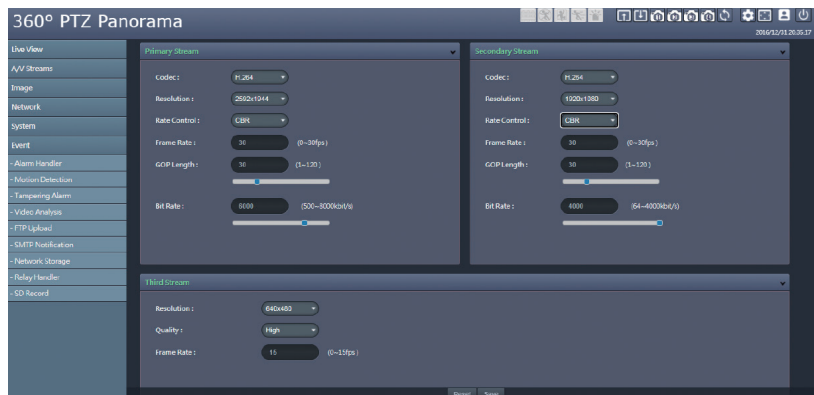 360° PTZ Panorama
2016/12/31 20:35:17
Live View
A/V Streams
Image
Network
System
Event
- Alarm Handler
- Motion Detection
- Tampering Alarm
- Video Analysis
- FTP Upload
- SMTP Notification
- Network Storage
- Relay Handler
- SD Record
Primary Stream
Codec : H.264
Resolution : 2592x1944
Rate Control : CBR
Frame Rate : 30 (0~30fps)
GOP Length : 30 (1~120)
Bit Rate : 6000 (500~8000kbit/s)
Secondary Stream
Codec : H.264
Resolution : 1920x1080
Rate Control : CBR
Frame Rate : 30 (0~30fps)
GOP Length : 30 (1~120)
Bit Rate : 4000 (64~4000kbit/s)
Third Stream
Resolution : 640x480
Quality : High
Frame Rate : 15 (0~15fps)
Save